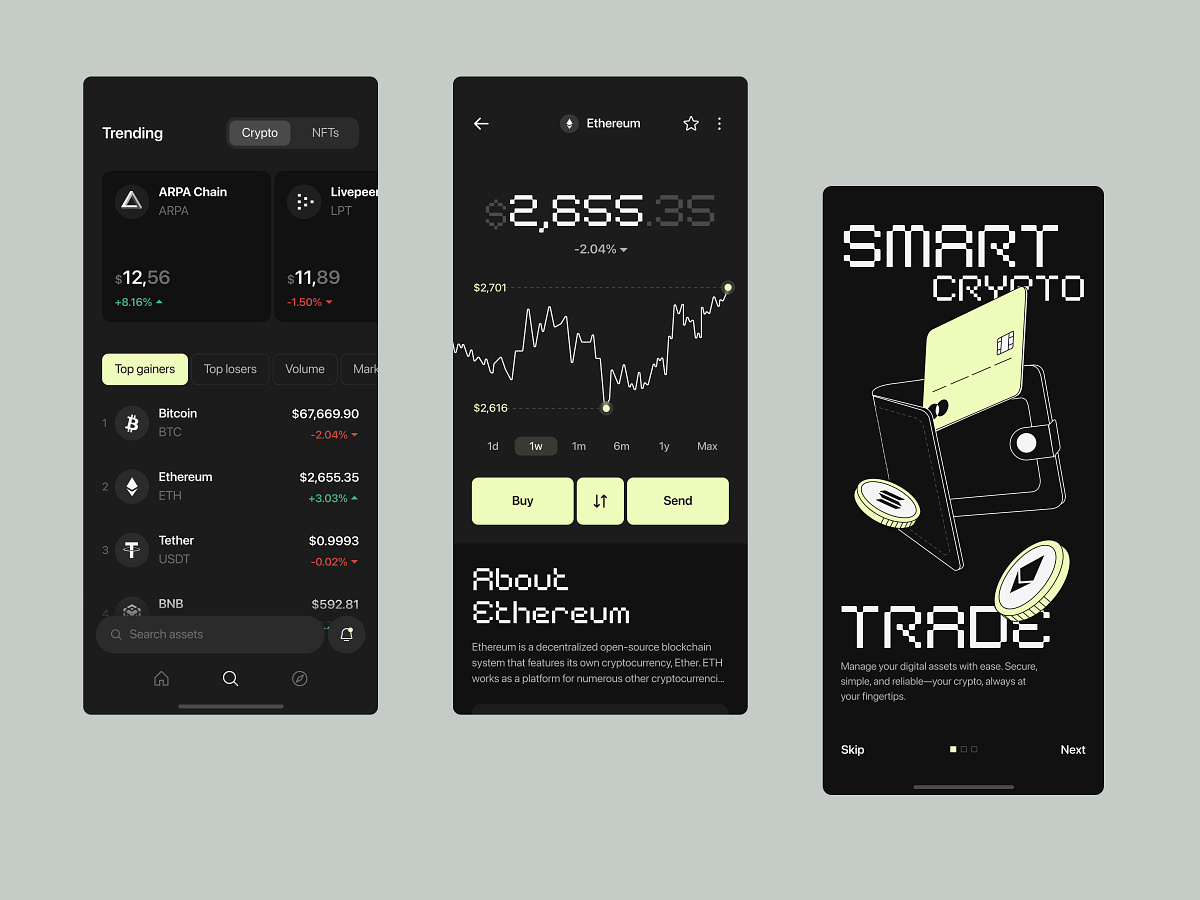 Trending
Crypto
NFTs
ARPA Chain
ARPA
$12,56
+8.16%
Livepeer
LPT
$11,89
-1.50%
Top gainers
Top losers
Volume
Mark
1
Bitcoin
BTC
$67,669.90
-2.04%
2
Ethereum
ETH
$2,655.35
+3.03%
3
Tether
USDT
$0.9993
-0.02%
4
BNB
$592.81
Search assets
Ethereum
$2,655.35
-2.04%
$2,701
$2,616
1d
1w
1m
6m
1y
Max
Buy
Send
About
Ethereum
Ethereum is a decentralized open-source blockchain
system that features its own cryptocurrency, Ether. ETH
works as a platform for numerous other cryptocurrenci...
SMART
CRYPTO
TRADE
Manage your digital assets with ease. Secure,
simple, and reliable—your crypto, always at
your fingertips.
Skip
Next